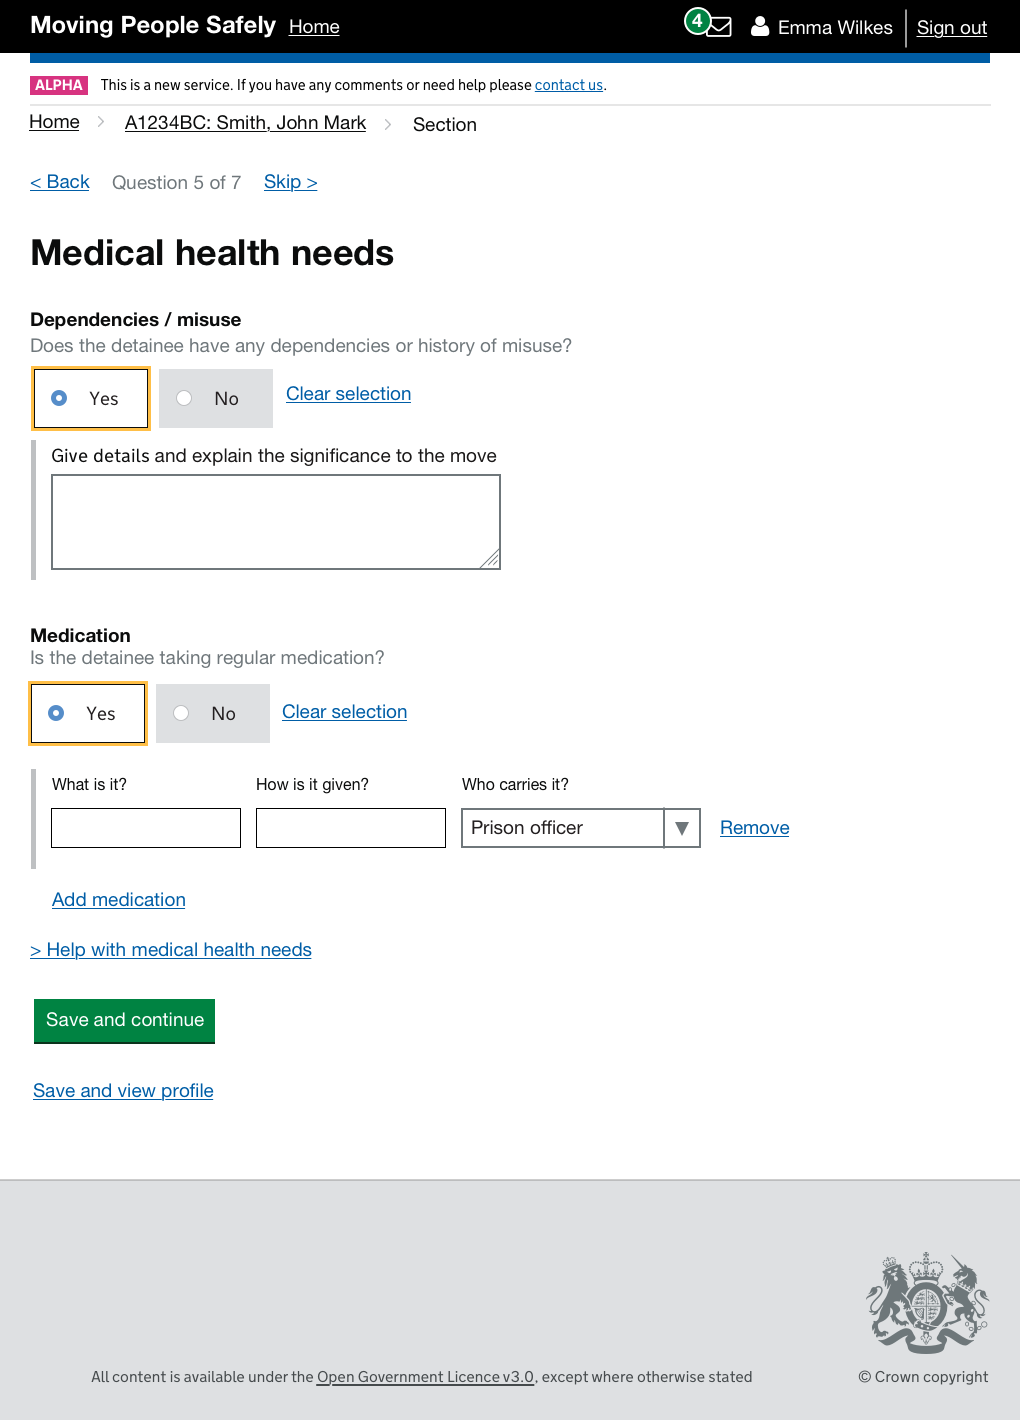 Moving People Safely Home 4 Emma Wilkes Sign out
ALPHA This is a new service. If you have any comments or need help please contact us.
Home A1234BC: Smith, John Mark Section
< Back Question 5 of 7 Skip >
Medical health needs
Dependencies / misuse
Does the detainee have any dependencies or history of misuse?
Yes No Clear selection
Give details and explain the significance to the move
Medication
Is the detainee taking regular medication?
Yes No Clear selection
What is it? How is it given? Who carries it?
Prison officer Remove
Add medication
> Help with medical health needs
Save and continue
Save and view profile
All content is available under the Open Government Licence v3.0, except where otherwise stated © Crown copyright